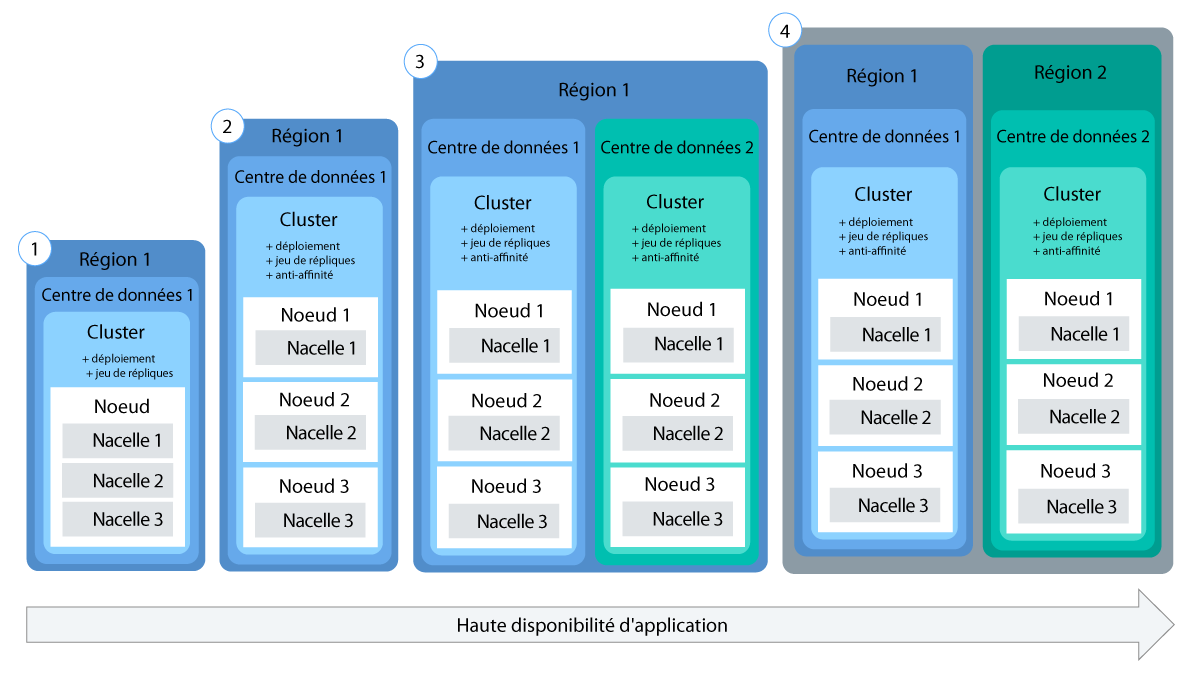 1
Région 1
Centre de données 1
Cluster
+ déploiement
+ jeu de répliques
Noeud
Nacelle 1
Nacelle 2
Nacelle 3
2
Région 1
Centre de données 1
Cluster
+ déploiement
+ jeu de répliques
+ anti-affinité
Noeud 1
Nacelle 1
Noeud 2
Nacelle 2
Noeud 3
Nacelle 3
3
Région 1
Centre de données 1
Cluster
+ déploiement
+ jeu de répliques
+ anti-affinité
Noeud 1
Nacelle 1
Noeud 2
Nacelle 2
Noeud 3
Nacelle 3
Centre de données 2
Cluster
+ déploiement
+ jeu de répliques
+ anti-affinité
Noeud 1
Nacelle 1
Noeud 2
Nacelle 2
Noeud 3
Nacelle 3
4
Région 1
Centre de données 1
Cluster
+ déploiement
+ jeu de répliques
+ anti-affinité
Noeud 1
Nacelle 1
Noeud 2
Nacelle 2
Noeud 3
Nacelle 3
Région 2
Centre de données 2
Cluster
+ déploiement
+ jeu de répliques
+ anti-affinité
Noeud 1
Nacelle 1
Noeud 2
Nacelle 2
Noeud 3
Nacelle 3
Haute disponibilité d'application